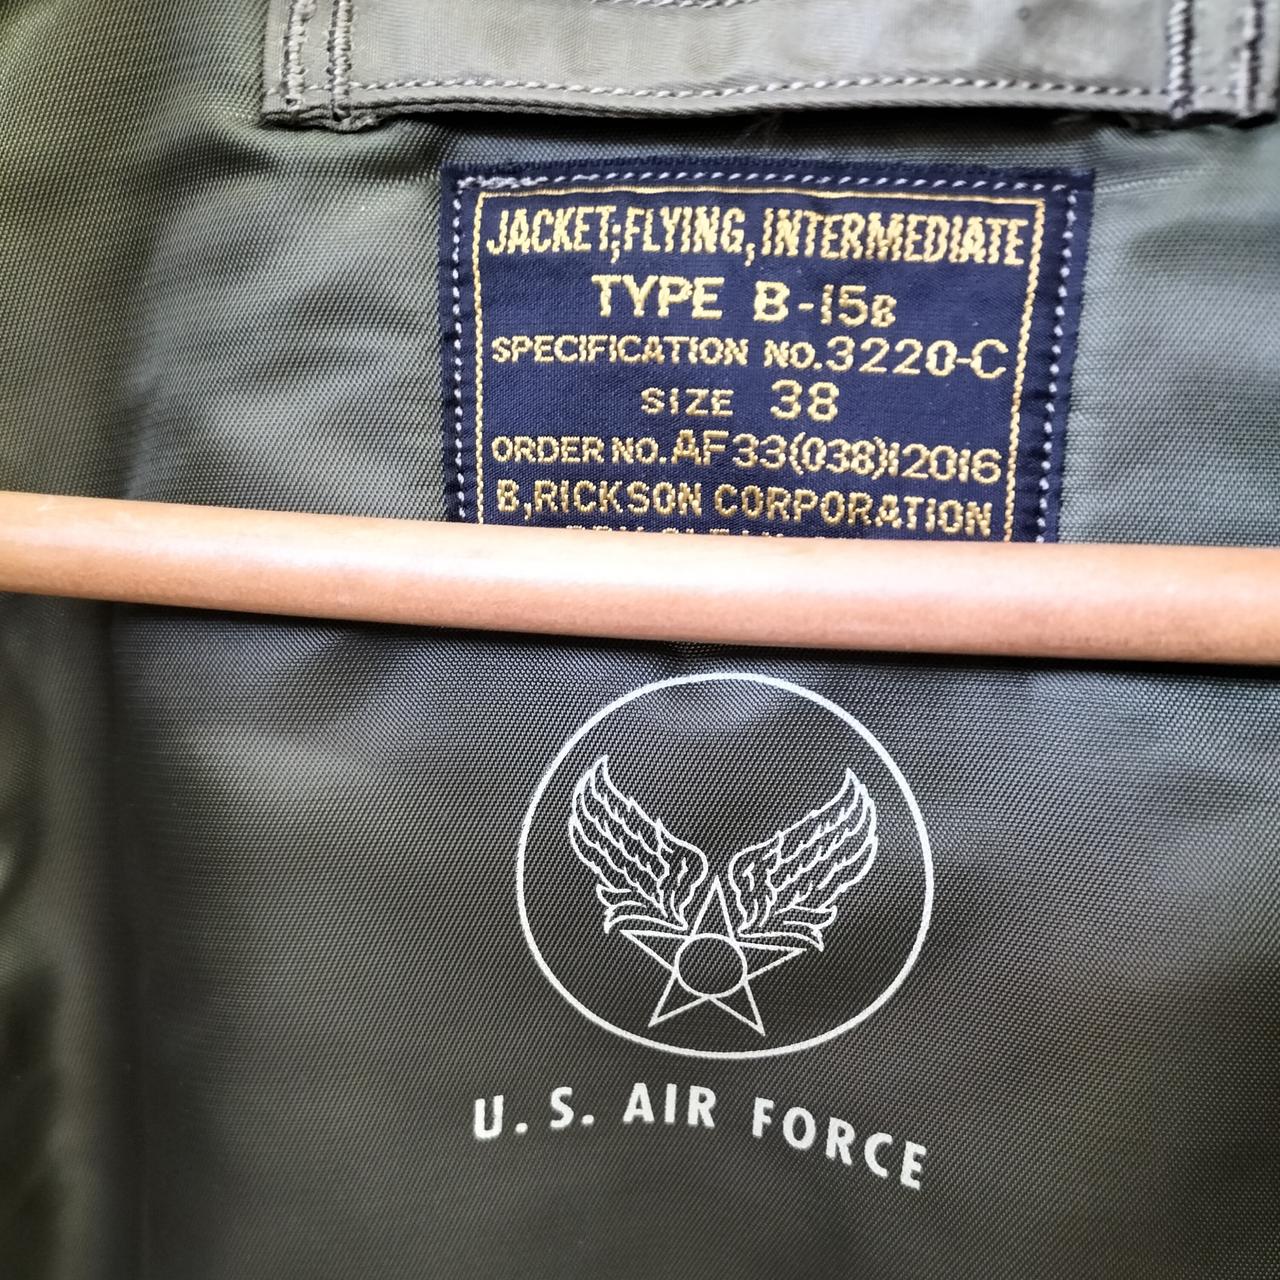 JACKET;FLYING, INTERMEDIATE
TYPE B-15B
SPECIFICATION NO.3220-C
SIZE 38
ORDER NO.AF33(038)12016
B,RICKSON CORPORATION
U.S. AIR FORCE